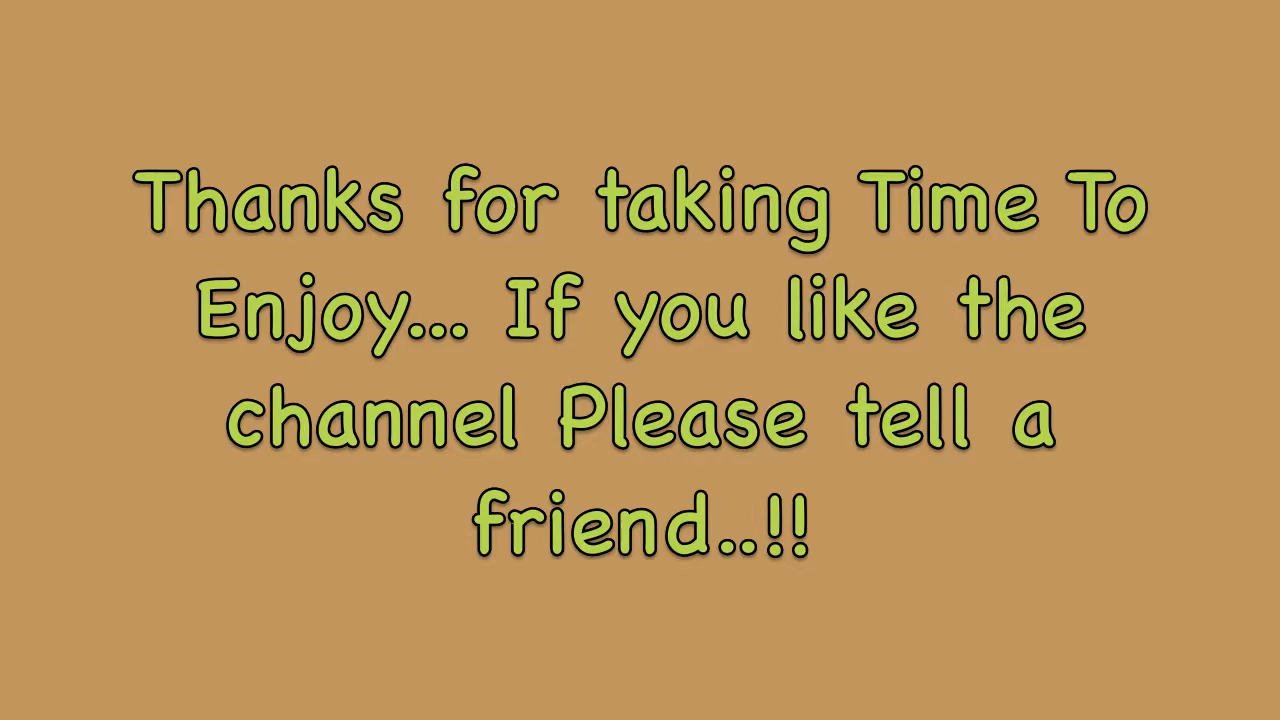 Thanks for taking Time To
Enjoy... If you like the
channel Please tell a
friend..!!